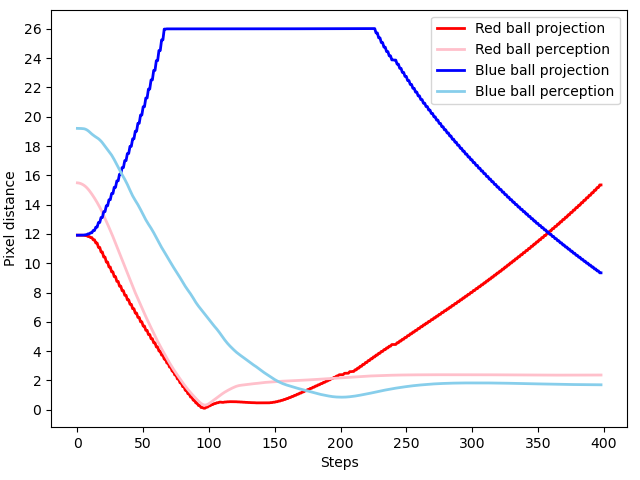 Red ball projection
Red ball perception
Blue ball projection
Blue ball perception
Pixel distance
26
24
22
20
18
16
14
12
10
8
6
4
2
0
0 50 100 150 200 250 300 350 400
Steps